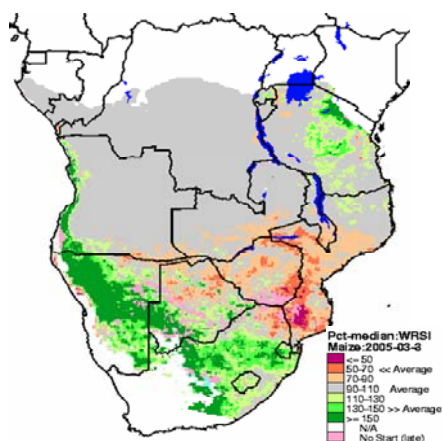 Pct-median:WRSI
Maize:2005-03-3
<= 50
50-70 << Average
70-90
90-110 Average
110-130
130-150 >> Average
>= 150
N/A
No Start (late)